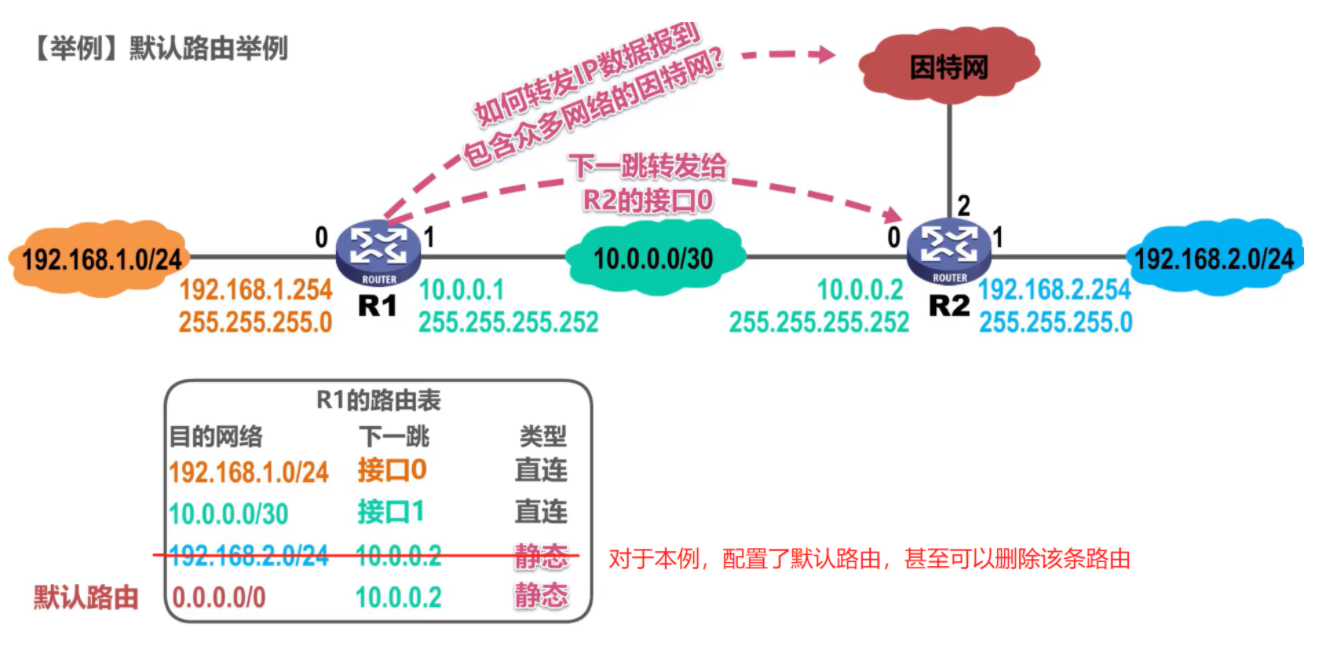 【举例】默认路由举例
如何转发IP数据报到
包含众多网络的因特网？
因特网
下一跳转发给
R2的接口0
2
0
1
0
1
192.168.1.0/24
10.0.0.0/30
192.168.2.0/24
ROUTER
ROUTER
192.168.1.254
255.255.255.0
R1
10.0.0.1
255.255.255.252
10.0.0.2
255.255.255.252
R2
192.168.2.254
255.255.255.0
R1的路由表
目的网络 下一跳 类型
192.168.1.0/24 接口0 直连
10.0.0.0/30 接口1 直连
192.168.2.0/24 10.0.0.2 静态
对于本例，配置了默认路由，甚至可以删除该条路由
默认路由 0.0.0.0/0 10.0.0.2 静态